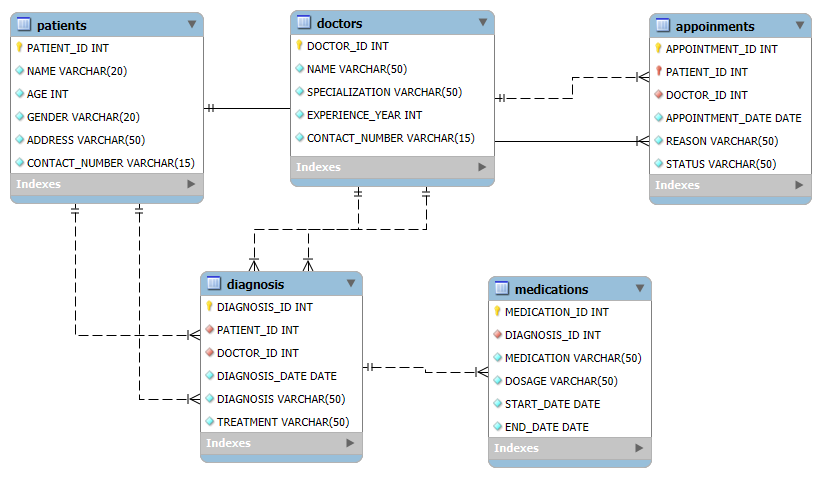 patients
PATIENT_ID INT
NAME VARCHAR(20)
AGE INT
GENDER VARCHAR(20)
ADDRESS VARCHAR(50)
CONTACT_NUMBER VARCHAR(15)
Indexes
doctors
DOCTOR_ID INT
NAME VARCHAR(50)
SPECIALIZATION VARCHAR(50)
EXPERIENCE_YEAR INT
CONTACT_NUMBER VARCHAR(15)
Indexes
appoinments
APPOINTMENT_ID INT
PATIENT_ID INT
DOCTOR_ID INT
APPOINTMENT_DATE DATE
REASON VARCHAR(50)
STATUS VARCHAR(50)
Indexes
diagnosis
DIAGNOSIS_ID INT
PATIENT_ID INT
DOCTOR_ID INT
DIAGNOSIS_DATE DATE
DIAGNOSIS VARCHAR(50)
TREATMENT VARCHAR(50)
Indexes
medications
MEDICATION_ID INT
DIAGNOSIS_ID INT
MEDICATION VARCHAR(50)
DOSAGE VARCHAR(50)
START_DATE DATE
END_DATE DATE
Indexes